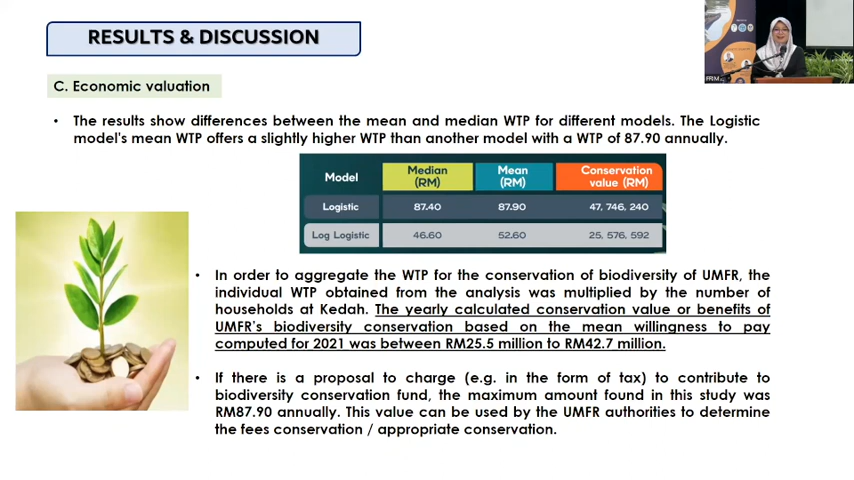 RESULTS & DISCUSSION
C. Economic valuation
• The results show differences between the mean and median WTP for different models. The Logistic
model's mean WTP offers a slightly higher WTP than another model with a WTP of 87.90 annually.
Model Median (RM) Mean (RM) Conservation value (RM)
Logistic 87.40 87.90 47, 746, 240
Log Logistic 46.60 52.60 25, 576, 592
• In order to aggregate the WTP for the conservation of biodiversity of UMFR, the
individual WTP obtained from the analysis was multiplied by the number of
households at Kedah. The yearly calculated conservation value or benefits of
UMFR's biodiversity conservation based on the mean willingness to pay
computed for 2021 was between RM25.5 million to RM42.7 million.
• If there is a proposal to charge (e.g. in the form of tax) to contribute to
biodiversity conservation fund, the maximum amount found in this study was
RM87.90 annually. This value can be used by the UMFR authorities to determine
the fees conservation / appropriate conservation.